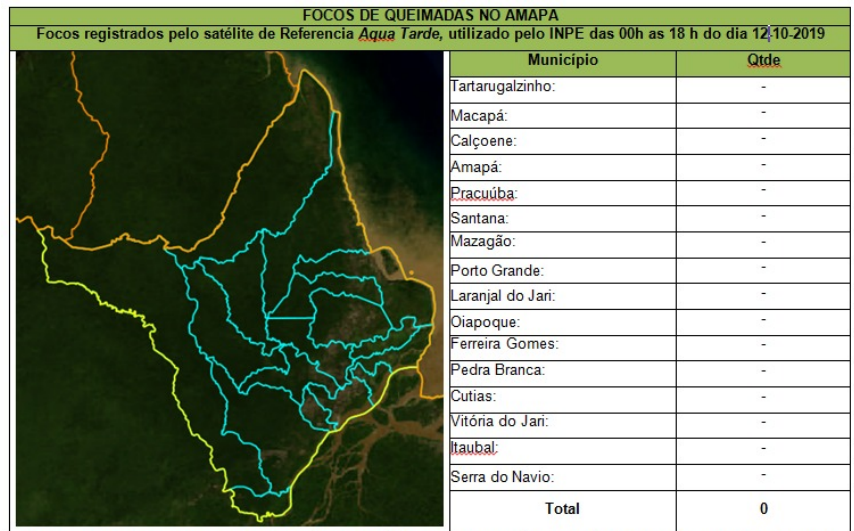 FOCOS DE QUEIMADAS NO AMAPA
Focos registrados pelo satélite de Referencia Aqua Tarde, utilizado pelo INPE das 00h as 18 h do dia 12-10-2019
Município Qtde
Tartarugalzinho: -
Macapá: -
Calçoene: -
Amapá: -
Pracuúba: -
Santana: -
Mazagão: -
Porto Grande: -
Laranjal do Jari: -
Oiapoque: -
Ferreira Gomes: -
Pedra Branca: -
Cutias: -
Vitória do Jari: -
Itaubal: -
Serra do Navio: -
Total 0